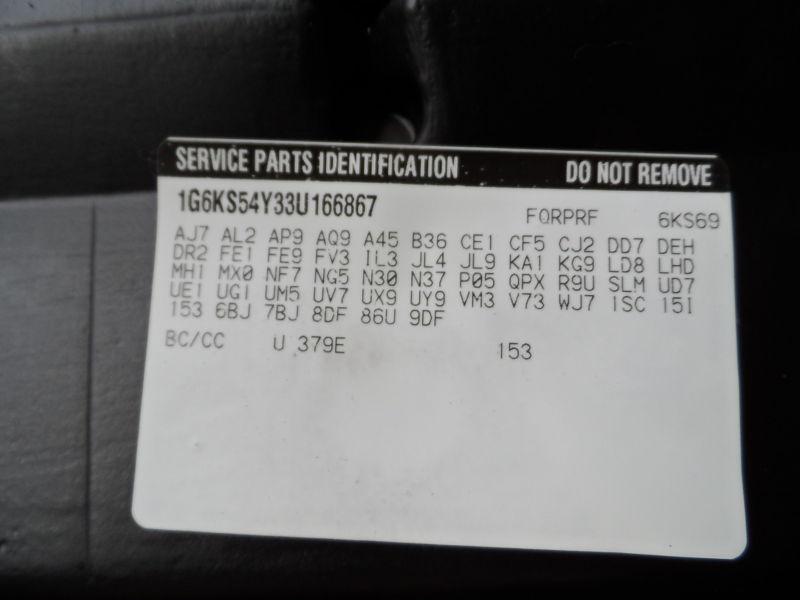 SERVICE PARTS IDENTIFICATION DO NOT REMOVE
1G6KS54Y33U166867 FQRPRF 6KS69
AJ7 AL2 AP9 AQ9 A45 B36 CE1 CF5 CJ2 DD7 DEH
DR2 FE1 FE9 FV3 IL3 JL4 JL9 KA1 KG9 LD8 LHD
MH1 MX0 NF7 NG5 N30 N37 P05 QPX R9U SLM UD7
UE1 UG1 UM5 UV7 UX9 UY9 VM3 V73 WJ7 1SC 15I
153 6BJ 7BJ 8DF 86U 9DF
BC/CC U 379E 153